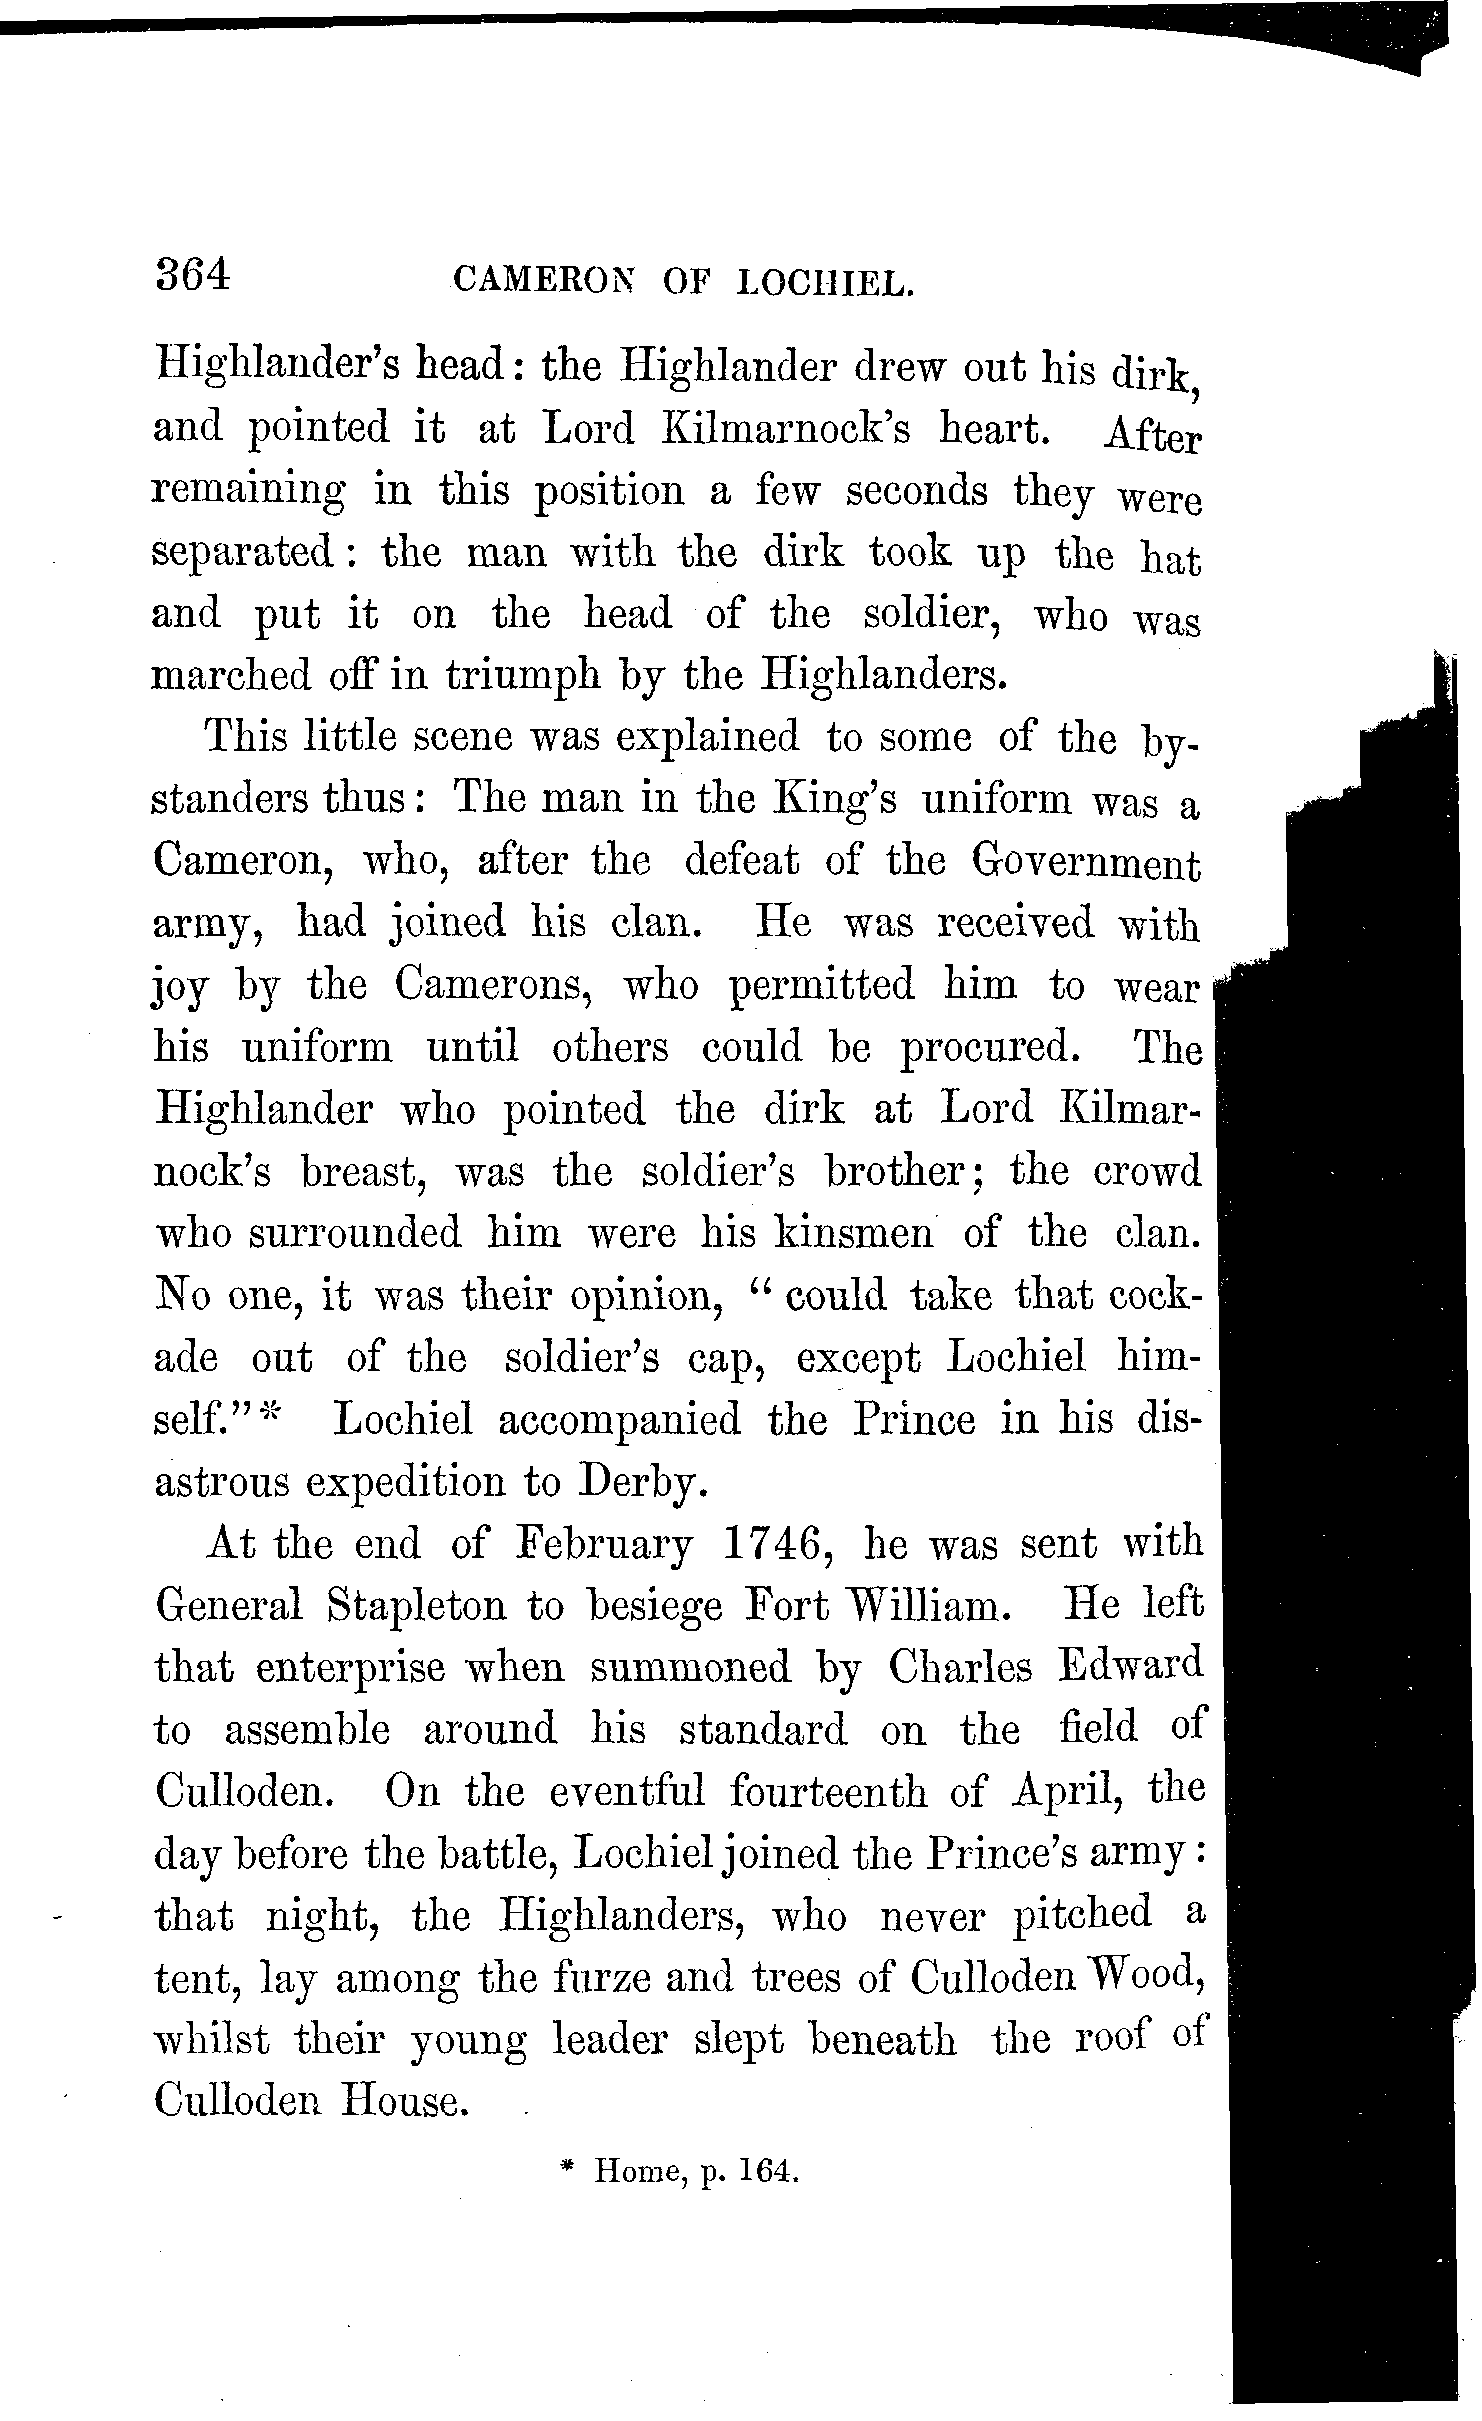 364 CAMERON OF LOCHIEL.
Highlander's head: the Highlander drew out his dirk,
and pointed it at Lord Kilmarnock's heart. After
remaining in this position a few seconds they were
separated: the man with the dirk took up the hat
and put it on the head of the soldier, who was
marched off in triumph by the Highlanders.
This little scene was explained to some of the by-
standers thus: The man in the King's uniform was a
Cameron, who, after the defeat of the Government
army, had joined his clan. He was received with
joy by the Camerons, who permitted him to wear
his uniform until others could be procured. The
Highlander who pointed the dirk at Lord Kilmar-
nock's breast, was the soldier's brother; the crowd
who surrounded him were his kinsmen of the clan.
No one, it was their opinion, "could take that cock-
ade out of the soldier's cap, except Lochiel him-
self."* Lochiel accompanied the Prince in his dis-
astrous expedition to Derby.
At the end of February 1746, he was sent with
General Stapleton to besiege Fort William. He left
that enterprise when summoned by Charles Edward
to assemble around his standard on the field of
Culloden. On the eventful fourteenth of April, the
day before the battle, Lochiel joined the Prince's army:
that night, the Highlanders, who never pitched a
tent, lay among the furze and trees of Culloden Wood,
whilst their young leader slept beneath the roof of
Culloden House.
* Home, p. 164.